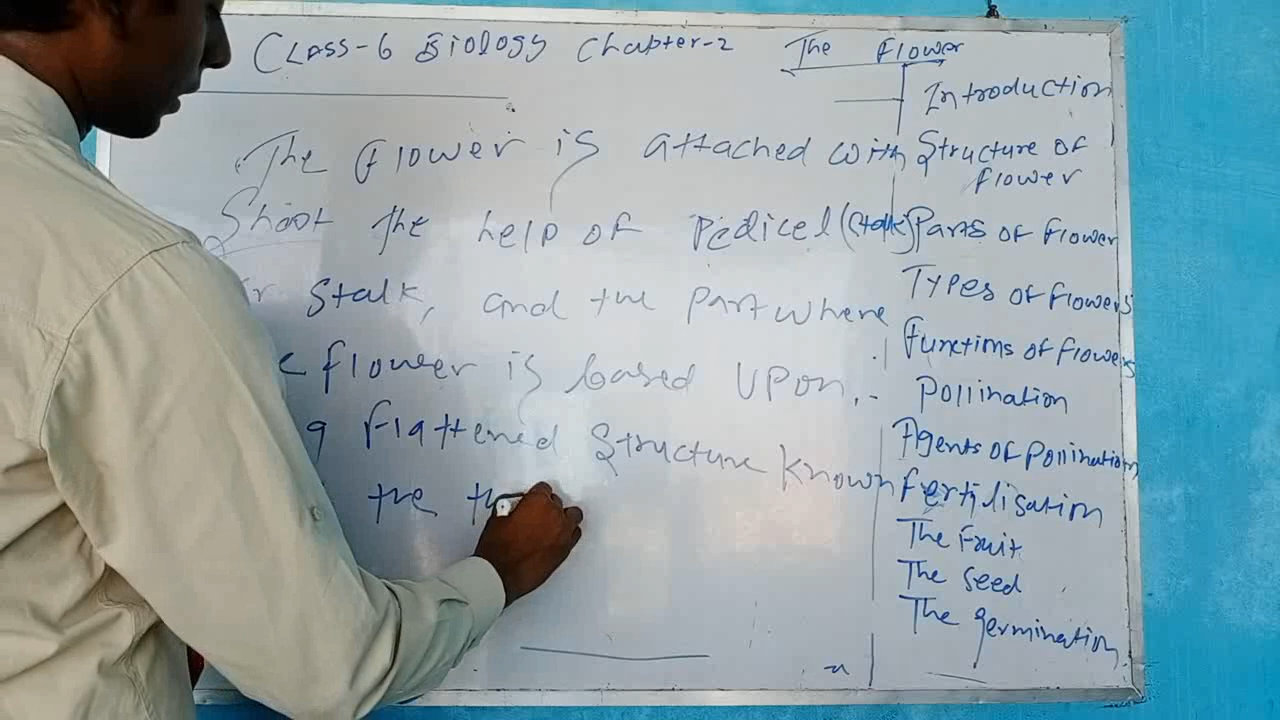 Class-6 Biology Chapter-2 The Flower
The flower is attached with
Shoot the help of Pedicel (Stalk)
or Stalk, and the part where
flower is based upon,
a flattened Structure known
the
Introduction
Structure of
flower
Parts of flower
Types of flowers
functions of flowers
Pollination
Agents of pollination
fertilisation
The Fruit
The seed
The germination